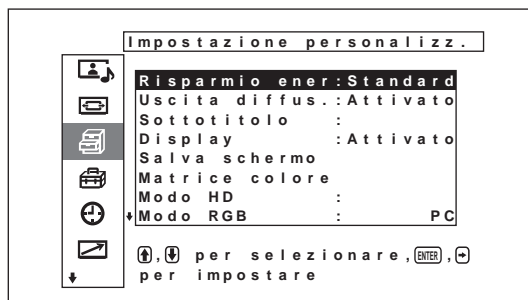 Impostazione personalizz.
Risparmio ener:Standard
Uscita diffus.:Attivato
Sottotitolo :
Display :Attivato
Salva schermo
Matrice colore
Modo HD :
Modo RGB : PC
, per selezionare, ENTER ,
per impostare